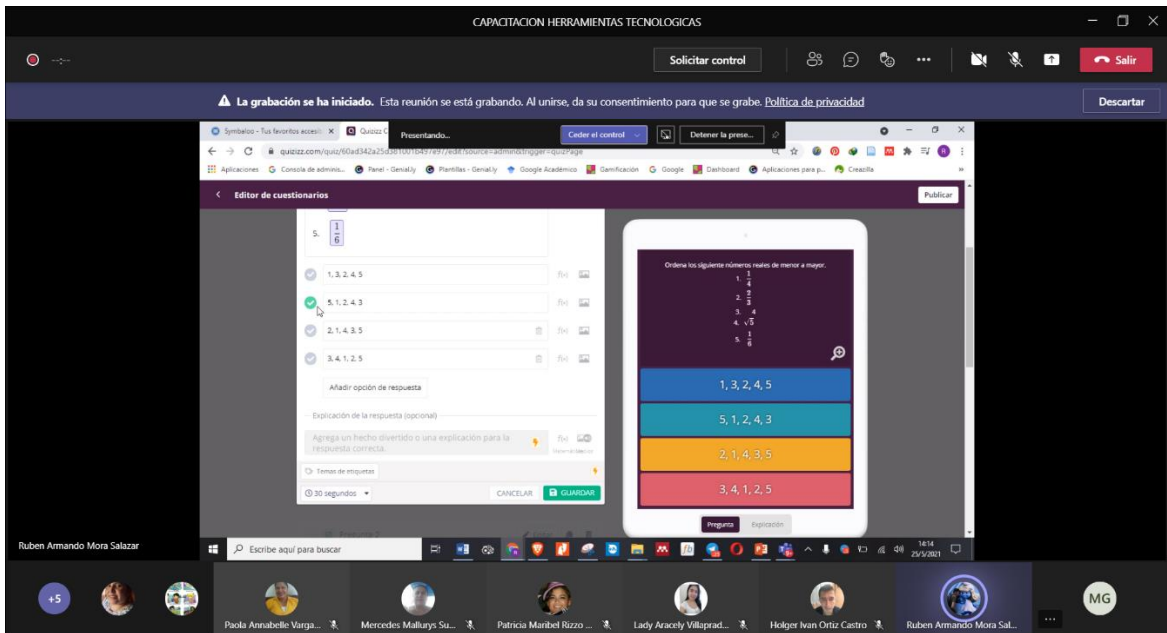 CAPACITACION HERRAMIENTAS TECNOLOGICAS
--:--
Solicitar control
Salir
La grabación se ha iniciado. Esta reunión se está grabando. Al unirse, da su consentimiento para que se grabe. Política de privacidad
Descartar
Symbaloo - Tus favoritos accesib
Quizizz C
Presentando...
Ceder el control
Detener la prese...
Aplicaciones
Consola de adminis...
Panel - Genial.ly
Plantillas - Genial.ly
Google Académico
Gamificación
Google
Dashboard
Aplicaciones para p...
Creazilla
Editor de cuestionarios
Publicar
5. 1/6
1, 3, 2, 4, 5
5, 1, 2, 4, 3
2, 1, 4, 3, 5
3, 4, 1, 2, 5
Añadir opción de respuesta
Explicación de la respuesta (opcional)
Agrega un hecho divertido o una explicación para la
respuesta correcta.
Temas de etiquetas
30 segundos
CANCELAR
GUARDAR
Ordena los siguiente números reales de menor a mayor.
1. 1/4
2. 2/3
3. 4
4. √5
5. 1/6
1, 3, 2, 4, 5
5, 1, 2, 4, 3
2, 1, 4, 3, 5
3, 4, 1, 2, 5
Pregunta
Explicación
Ruben Armando Mora Salazar
Escribe aquí para buscar
14:14
25/5/2021
+5
Paola Annabelle Varga...
Mercedes Mallurys Su...
Patricia Maribel Rizzo ...
Lady Aracely Villaprad...
Holger Ivan Ortiz Castro
Ruben Armando Mora Sal...
MG